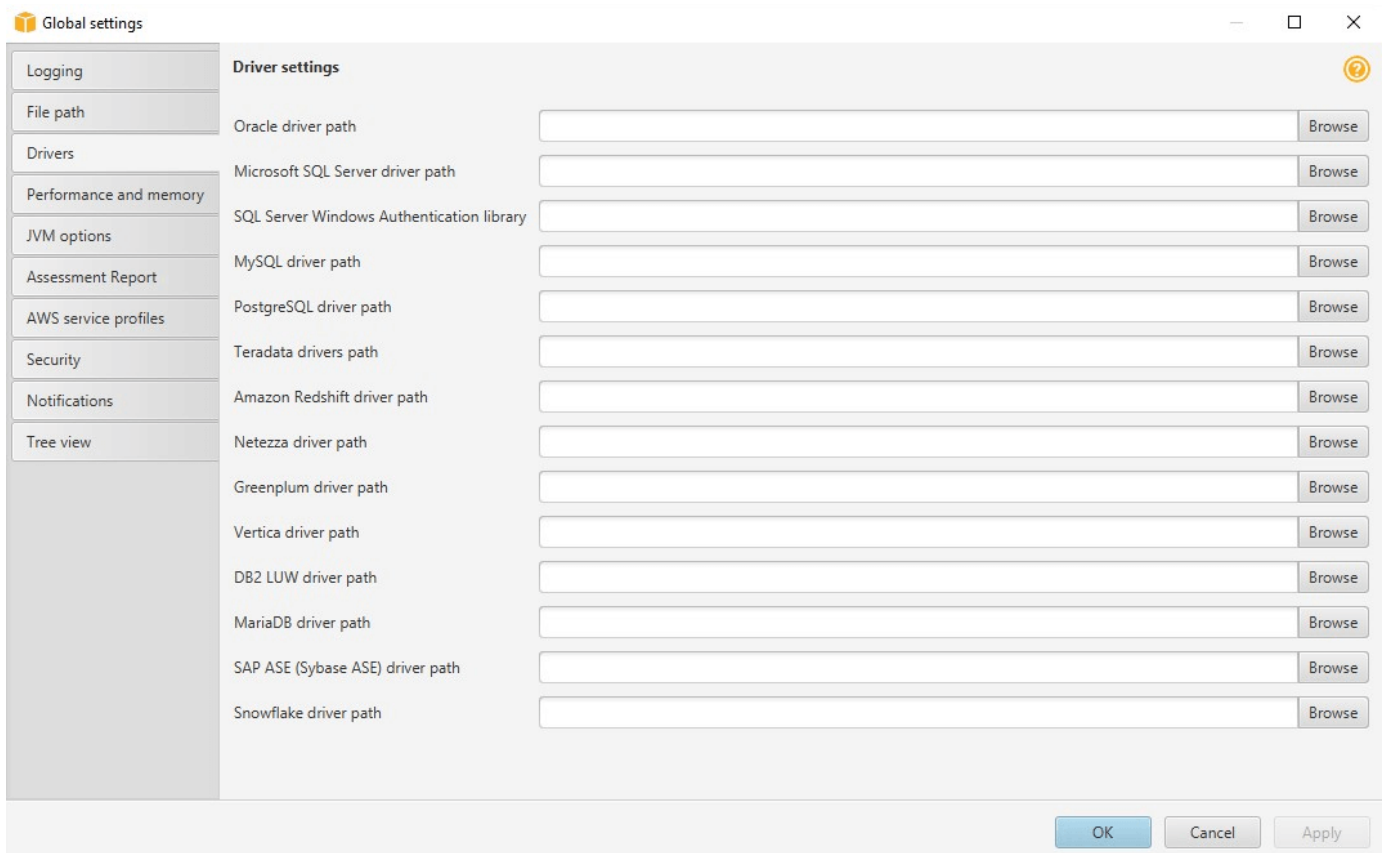 Global settings
Logging
File path
Drivers
Performance and memory
JVM options
Assessment Report
AWS service profiles
Security
Notifications
Tree view
Driver settings
?
Oracle driver path Browse
Microsoft SQL Server driver path Browse
SQL Server Windows Authentication library Browse
MySQL driver path Browse
PostgreSQL driver path Browse
Teradata drivers path Browse
Amazon Redshift driver path Browse
Netezza driver path Browse
Greenplum driver path Browse
Vertica driver path Browse
DB2 LUW driver path Browse
MariaDB driver path Browse
SAP ASE (Sybase ASE) driver path Browse
Snowflake driver path Browse
OK Cancel Apply